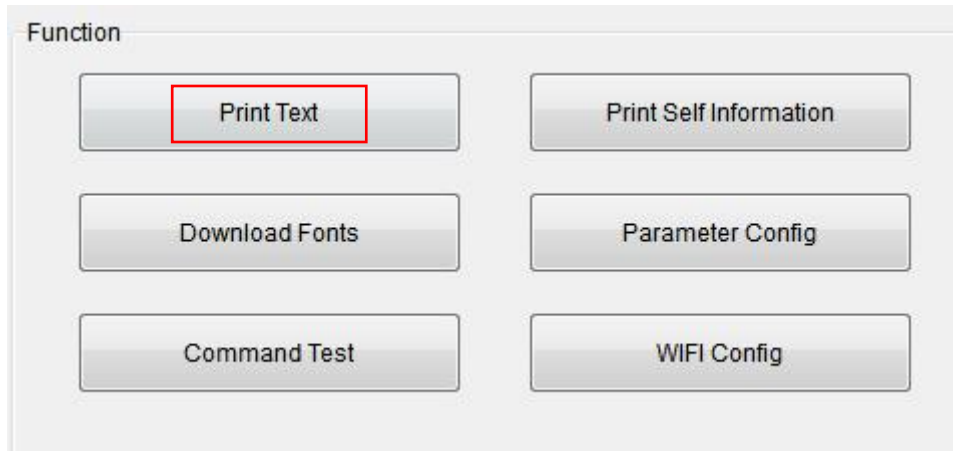 Function
Print Text
Print Self Information
Download Fonts
Parameter Config
Command Test
WIFI Config